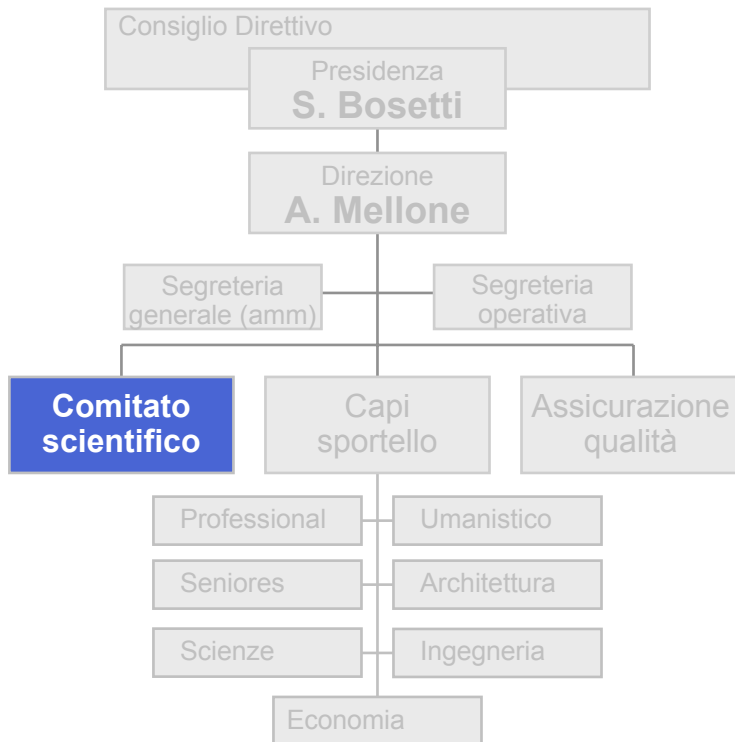 Consiglio Direttivo
Presidenza
S. Bosetti
Direzione
A. Mellone
Segreteria
generale (amm)
Segreteria
operativa
Comitato
scientifico
Capi
sportello
Assicurazione
qualità
Professional
Umanistico
Seniores
Architettura
Scienze
Ingegneria
Economia